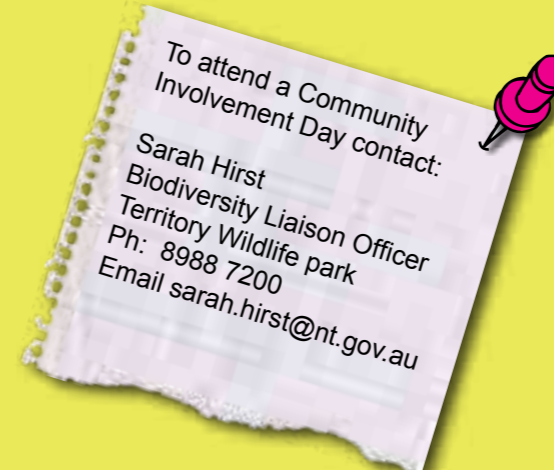 To attend a Community
Involvement Day contact:
Sarah Hirst
Biodiversity Liaison Officer
Territory Wildlife park
Ph:  8988 7200
Email sarah.hirst@nt.gov.au